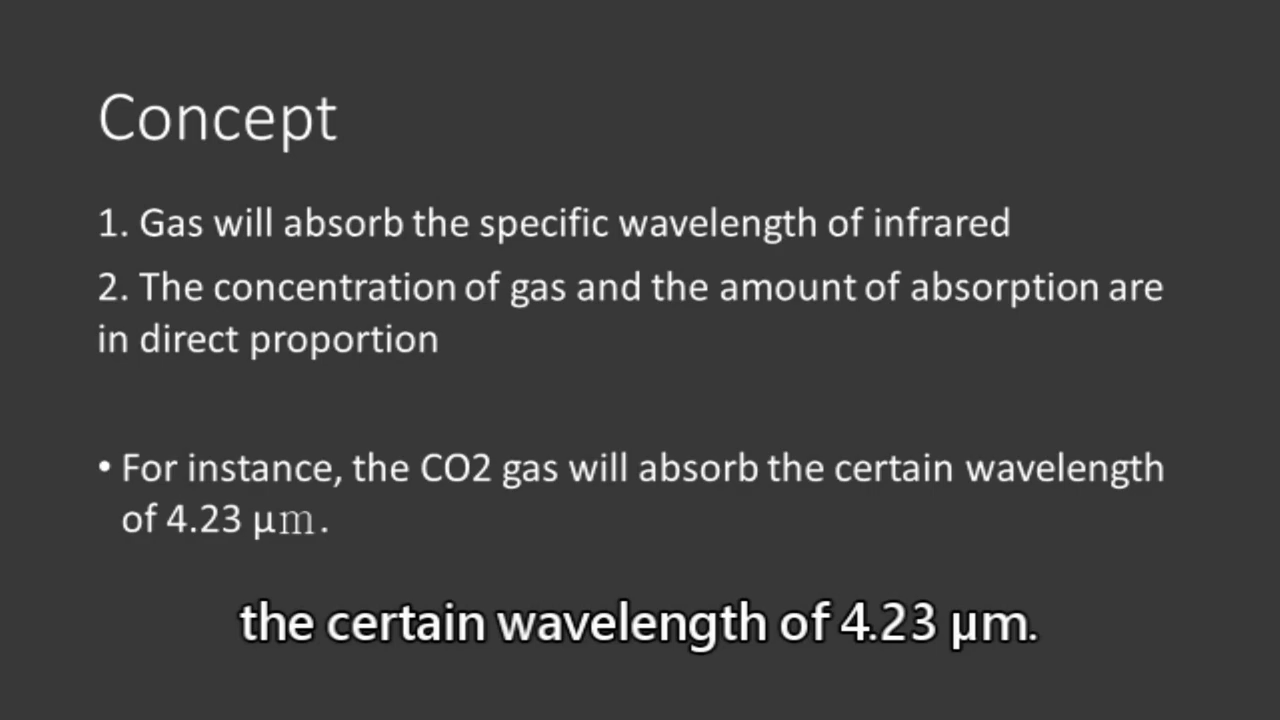 Concept
1. Gas will absorb the specific wavelength of infrared
2. The concentration of gas and the amount of absorption are
in direct proportion
• For instance, the CO2 gas will absorb the certain wavelength
of 4.23 μm.
the certain wavelength of 4.23 μm.